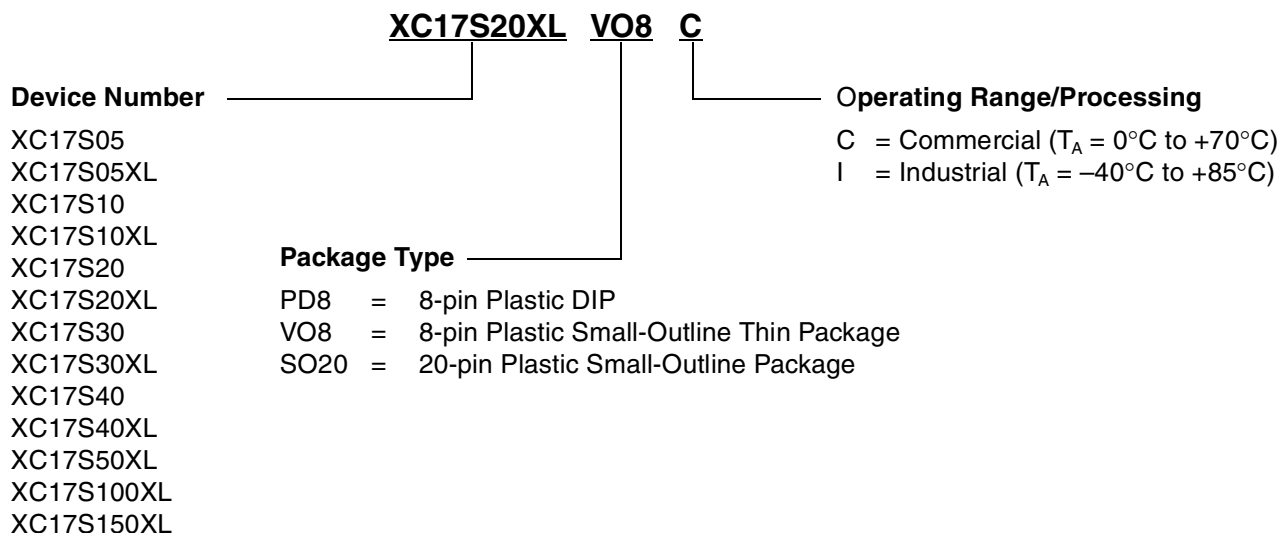 XC17S20XL VO8 C
Device Number
XC17S05
XC17S05XL
XC17S10
XC17S10XL
XC17S20
XC17S20XL
XC17S30
XC17S30XL
XC17S40
XC17S40XL
XC17S50XL
XC17S100XL
XC17S150XL
Package Type
PD8 = 8-pin Plastic DIP
VO8 = 8-pin Plastic Small-Outline Thin Package
SO20 = 20-pin Plastic Small-Outline Package
Operating Range/Processing
C = Commercial (TA = 0°C to +70°C)
I = Industrial (TA = –40°C to +85°C)